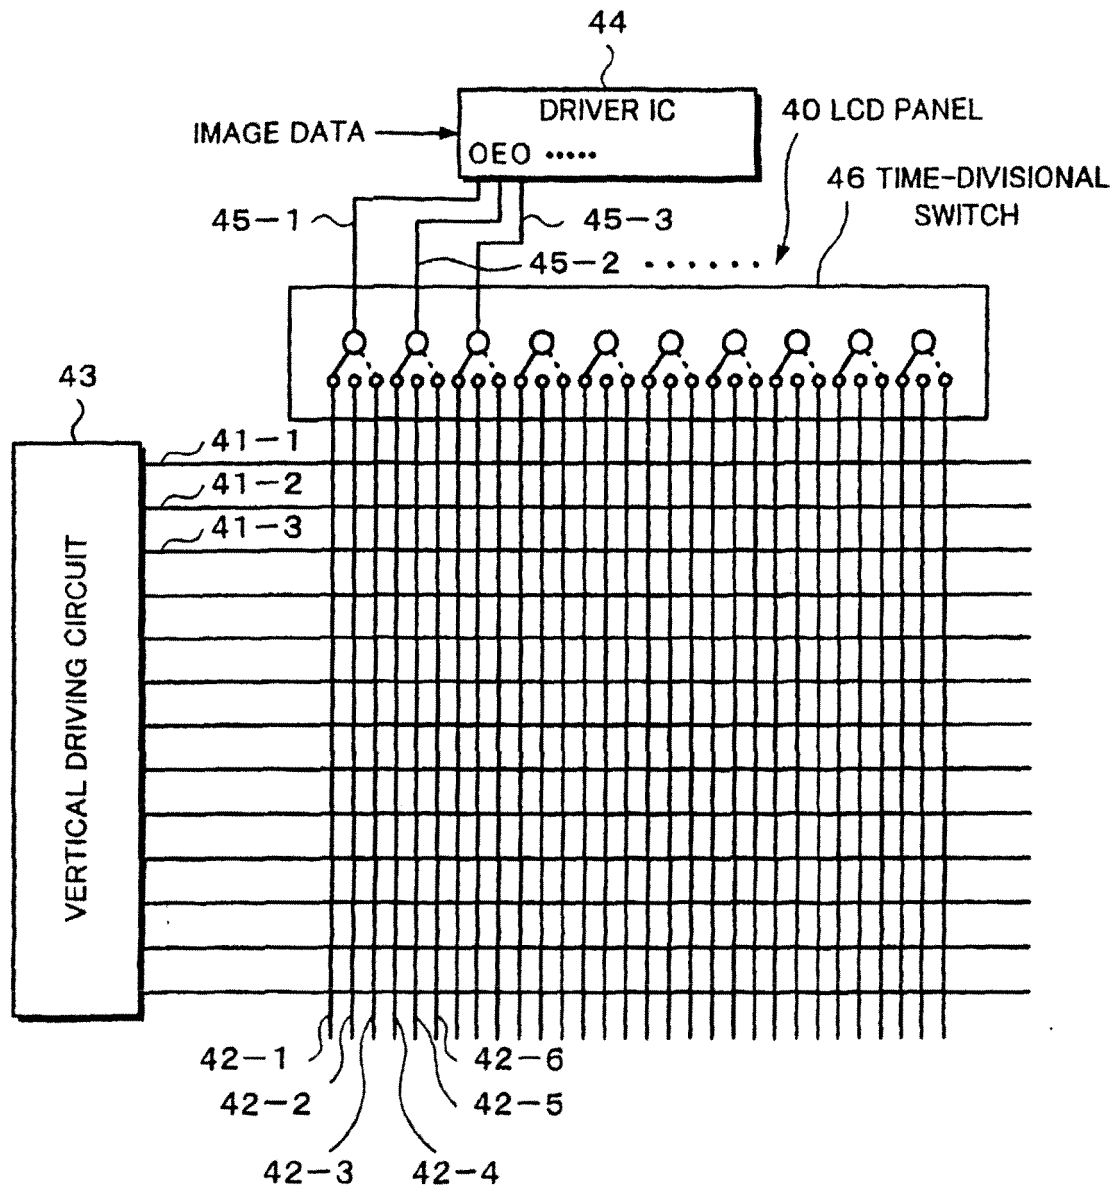 44
DRIVER IC
IMAGE DATA
OEO •••••
40 LCD PANEL
46 TIME-DIVISIONAL
SWITCH
45-1
45-3
45-2
43
41-1
41-2
41-3
VERTICAL DRIVING CIRCUIT
42-1
42-6
42-2
42-5
42-3
42-4